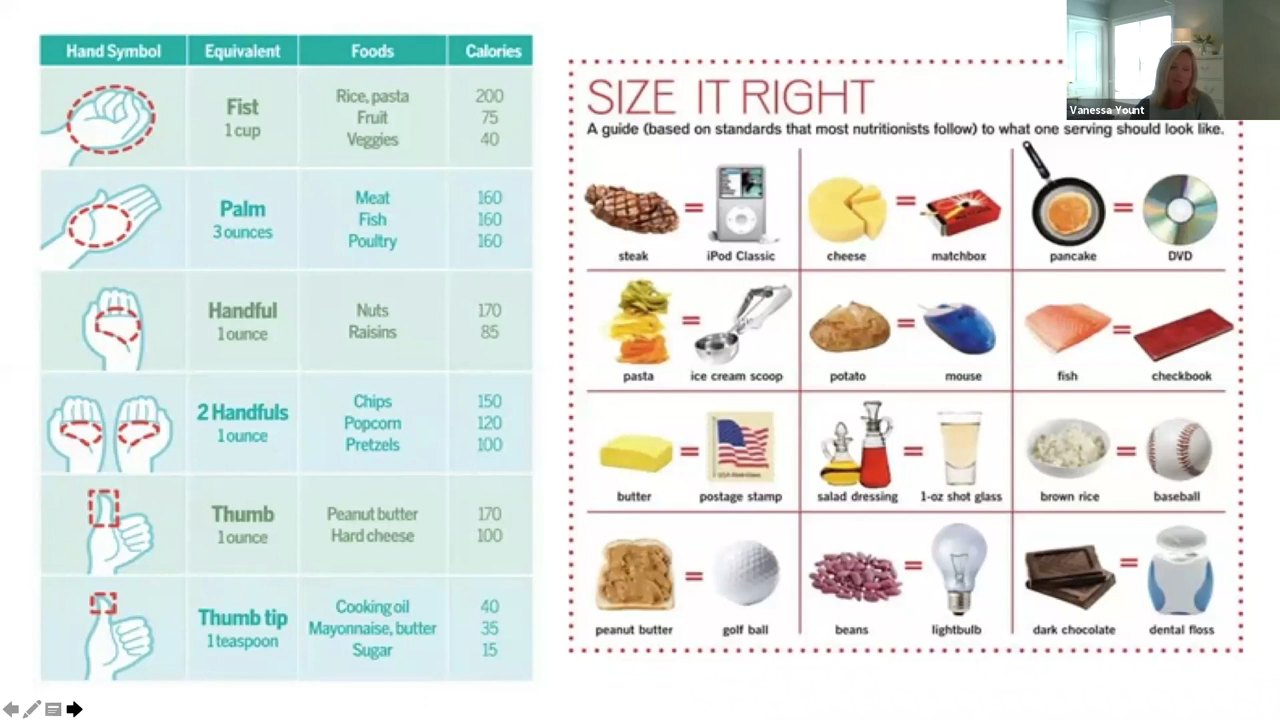 Hand Symbol Equivalent Foods Calories
Fist
1 cup
Rice, pasta 200
Fruit 75
Veggies 40
Palm
3 ounces
Meat 160
Fish 160
Poultry 160
Handful
1 ounce
Nuts 170
Raisins 85
2 Handfuls
1 ounce
Chips 150
Popcorn 120
Pretzels 100
Thumb
1 ounce
Peanut butter 170
Hard cheese 100
Thumb tip
1 teaspoon
Cooking oil 40
Mayonnaise, butter 35
Sugar 15
SIZE IT RIGHT
A guide (based on standards that most nutritionists follow) to what one serving should look like.
steak = iPod Classic
cheese = matchbox
pancake = DVD
pasta = ice cream scoop
potato = mouse
fish = checkbook
butter = postage stamp
salad dressing = 1-oz shot glass
brown rice = baseball
peanut butter = golf ball
beans = lightbulb
dark chocolate = dental floss
Vanessa Yount